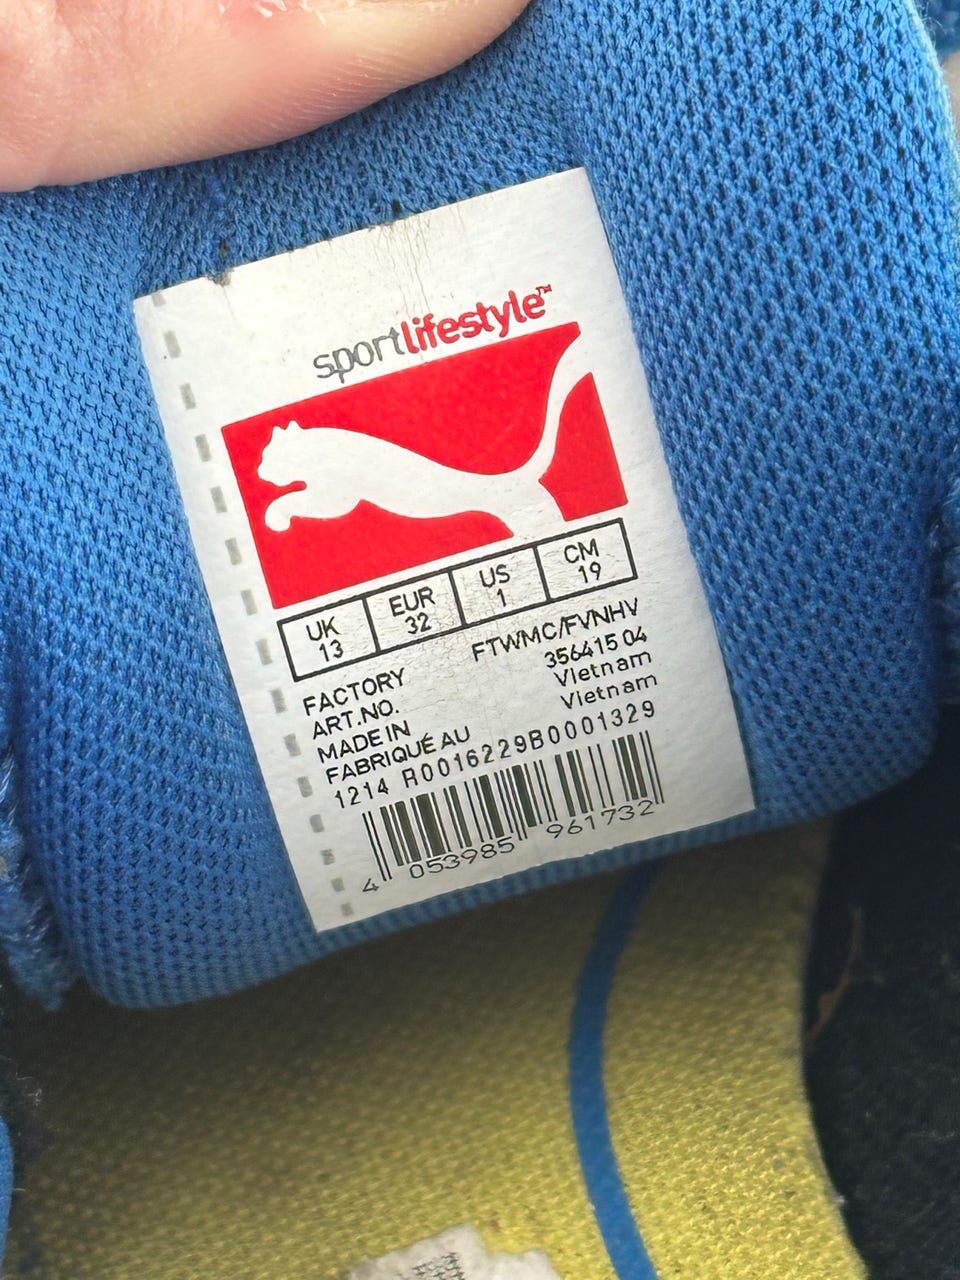 sportlifestyle™
UK EUR US CM
13 32 1 19
FACTORY FTWMC/FVNHV
ART.NO. 356415 04
MADE IN Vietnam
FABRIQUÉ AU Vietnam
1214 R0016229B0001329
4 053985 961732